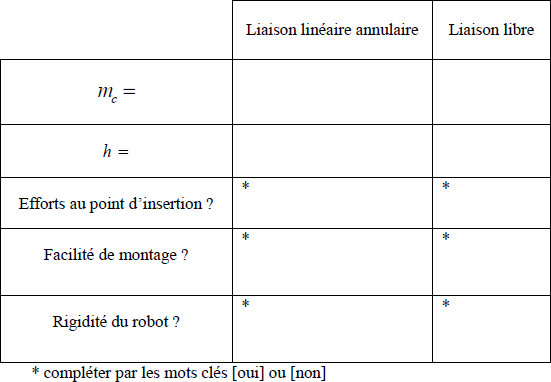 Liaison linéaire annulaire Liaison libre
m_c =
h =
Efforts au point d'insertion ? * *
Facilité de montage ? * *
Rigidité du robot ? * *
* compléter par les mots clés [oui] ou [non]